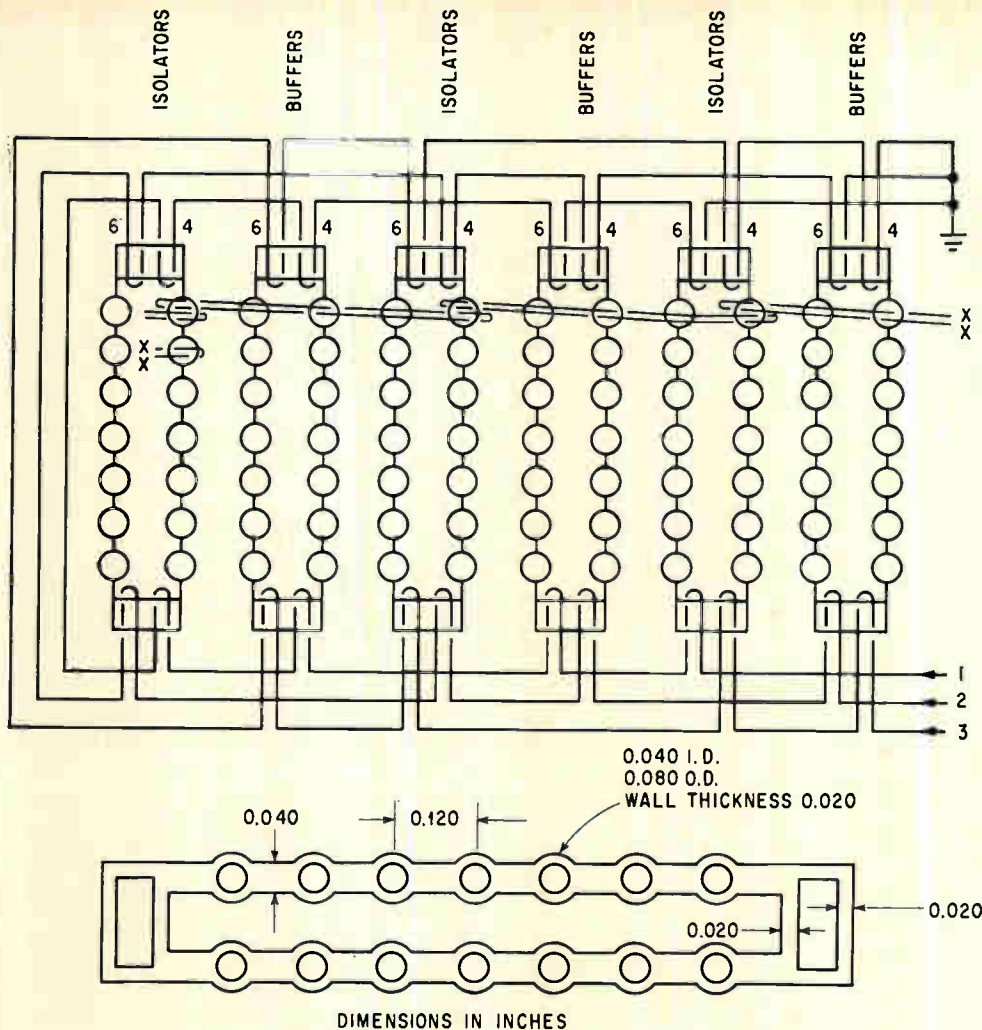 ISOLATORS
BUFFERS
ISOLATORS
BUFFERS
ISOLATORS
BUFFERS
6 4 6 4 6 4 6 4 6 4 6 4
X
X
X
X
1
2
3
0.040 I.D.
0.080 O.D.
WALL THICKNESS 0.020
0.040
0.120
0.020
0.020
DIMENSIONS IN INCHES